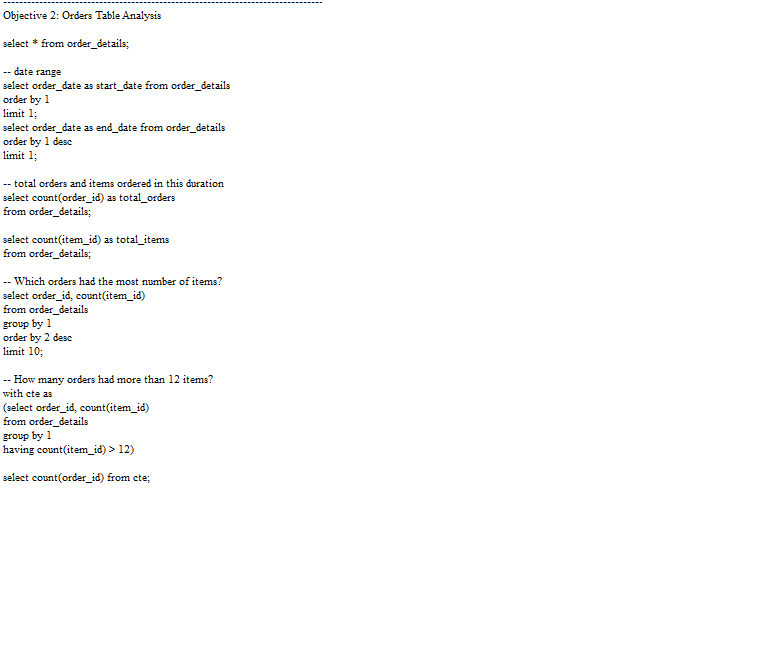 Objective 2: Orders Table Analysis
select * from order_details;
-- date range
select order_date as start_date from order_details
order by 1
limit 1;
select order_date as end_date from order_details
order by 1 desc
limit 1;
-- total orders and items ordered in this duration
select count(order_id) as total_orders
from order_details;
select count(item_id) as total_items
from order_details;
-- Which orders had the most number of items?
select order_id, count(item_id)
from order_details
group by 1
order by 2 desc
limit 10;
-- How many orders had more than 12 items?
with cte as
(select order_id, count(item_id)
from order_details
group by 1
having count(item_id) > 12)
select count(order_id) from cte;